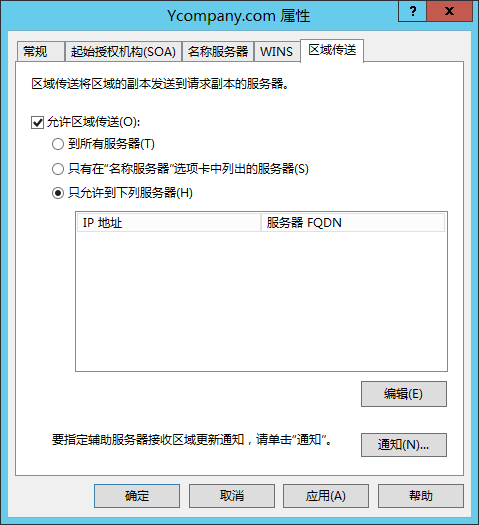 Ycompany.com 属性
? x
常规 起始授权机构(SOA) 名称服务器 WINS 区域传送
区域传送将区域的副本发送到请求副本的服务器。
允许区域传送(O):
到所有服务器(T)
只有在“名称服务器”选项卡中列出的服务器(S)
只允许到下列服务器(H)
IP 地址 服务器 FQDN
编辑(E)
要指定辅助服务器接收区域更新通知，请单击“通知”。
通知(N)...
确定 取消 应用(A) 帮助